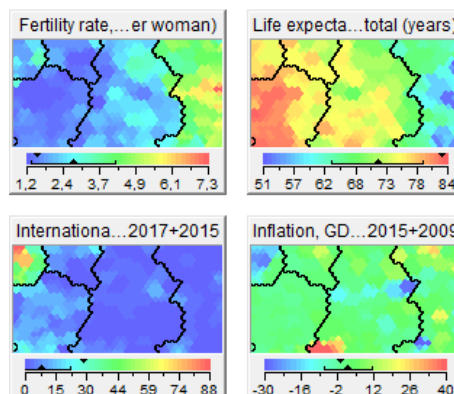 Fertility rate,...er woman)
1,2 2,4 3,7 4,9 6,1 7,3
Life expecta...total (years)
51 57 62 68 73 78 84
Internationa...2017+2015
0 15 30 44 59 74 88
Inflation, GD...2015+2009
-30 -16 -2 12 26 40